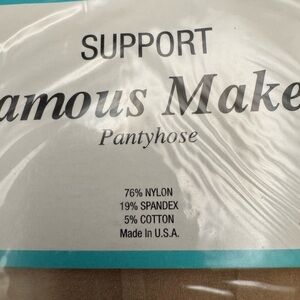 SUPPORT
amous Make
Pantyhose
76% NYLON
19% SPANDEX
5% COTTON
Made in U.S.A.